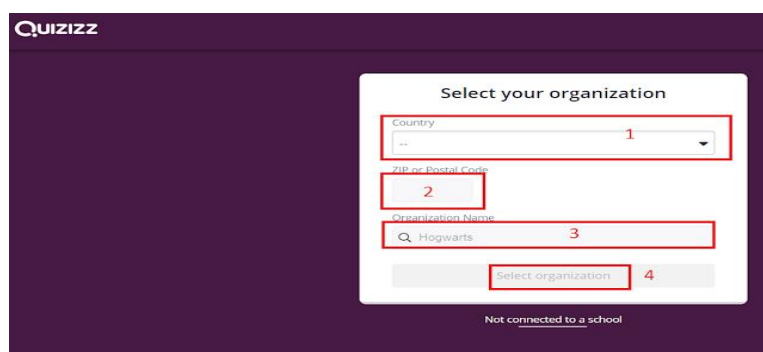 Quizizz
Select your organization
Country
1
--
ZIP or Postal Code
2
Organization Name
Hogwarts 3
Select organization 4
Not connected to a school